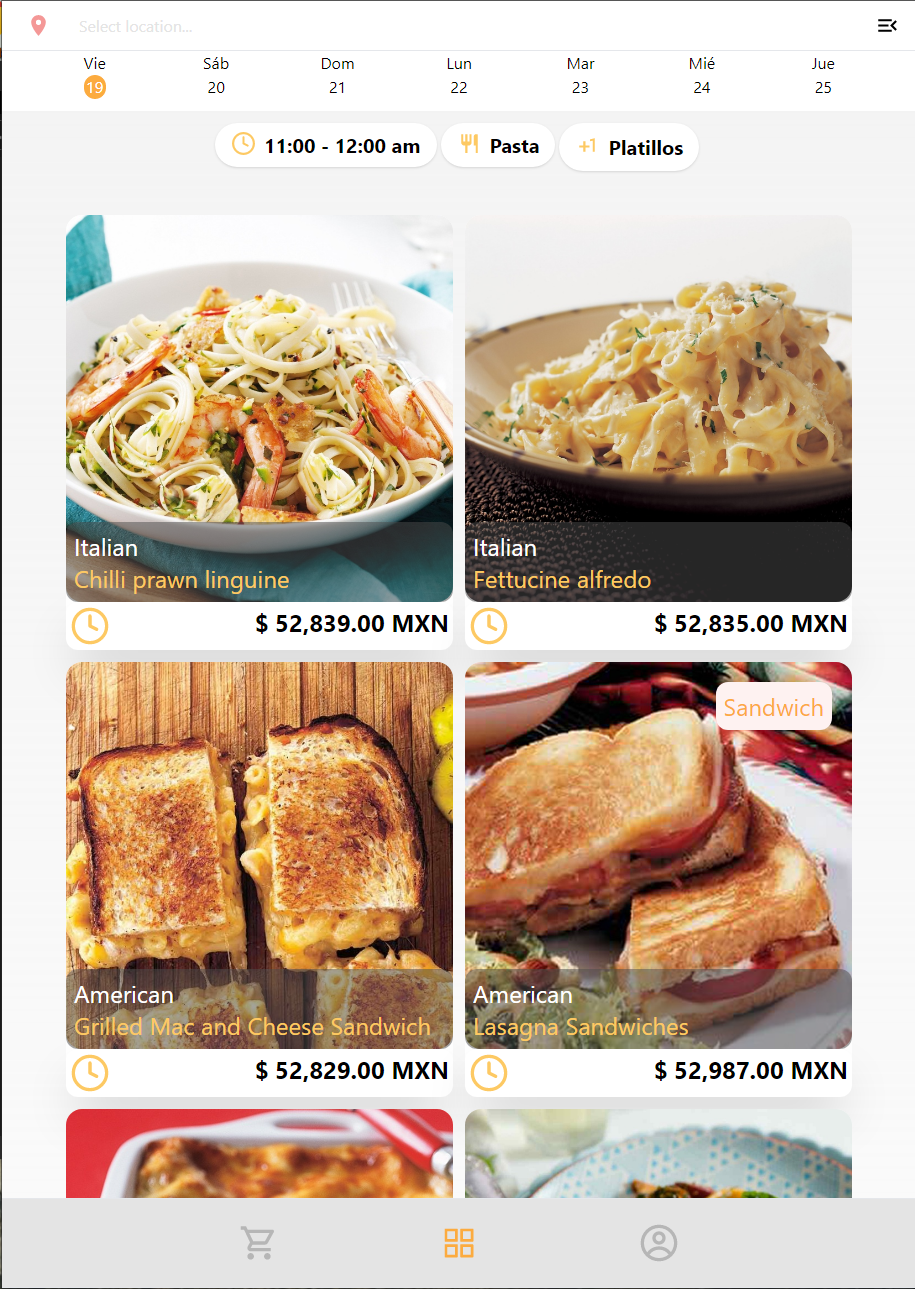 Select location...
Vie Sáb Dom Lun Mar Mié Jue
19 20 21 22 23 24 25
11:00 - 12:00 am Pasta +1 Platillos
Italian
Chilli prawn linguine
$ 52,839.00 MXN
Italian
Fettucine alfredo
$ 52,835.00 MXN
American
Grilled Mac and Cheese Sandwich
$ 52,829.00 MXN
Sandwich
American
Lasagna Sandwiches
$ 52,987.00 MXN